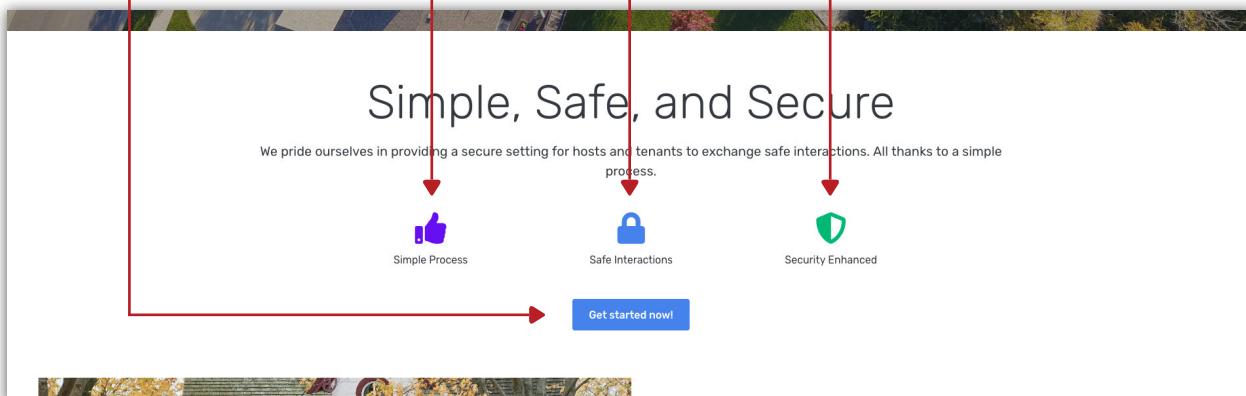 Simple, Safe, and Secure
We pride ourselves in providing a secure setting for hosts and tenants to exchange safe interactions. All thanks to a simple
process.
Simple Process
Safe Interactions
Security Enhanced
Get started now!